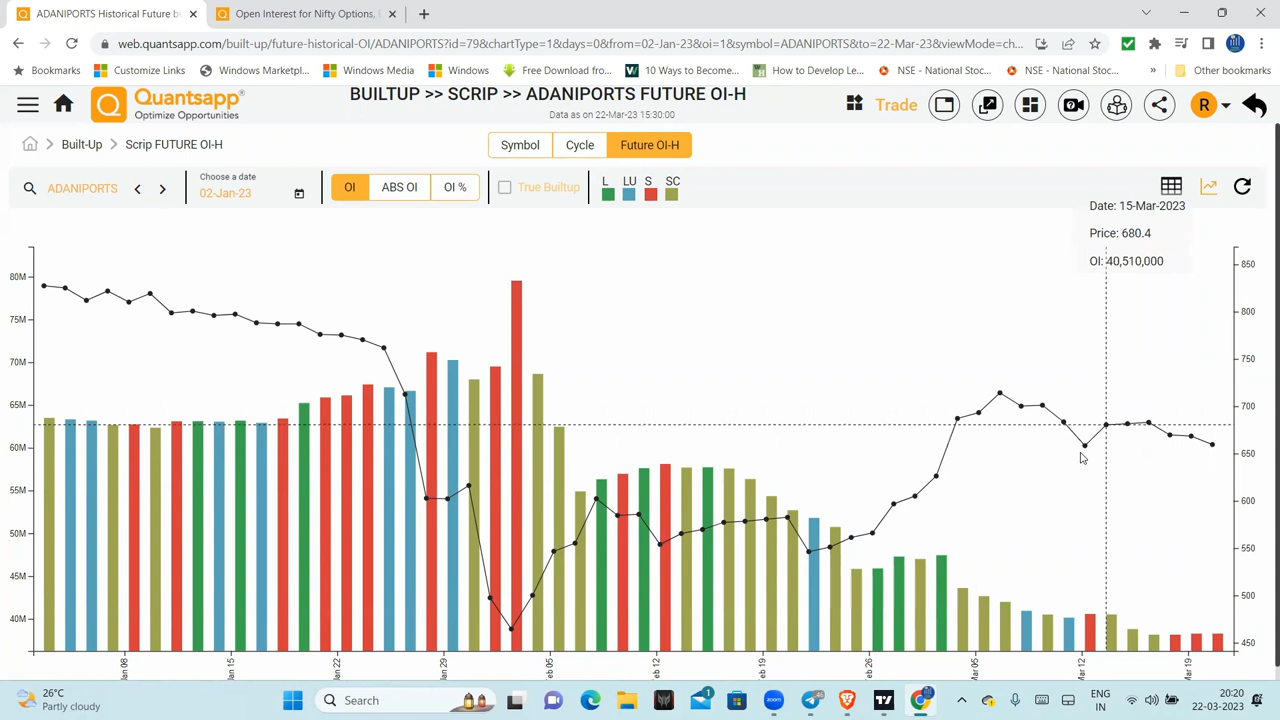 ADANIPORTS Historical Future b
Open Interest for Nifty Options,
web.quantsapp.com/built-up/future-historical-OI/ADANIPORTS?id=79&chartType=1&days=0&from=02-Jan-23&oi=1&symbol=ADANIPORTS&to=22-Mar-23&viewMode=ch...
Bookmarks
Customize Links
Windows Marketpl...
Windows Media
Windows
Free Download fro...
10 Ways to Become...
How to Develop Le...
NSE - National Stoc...
NSE - National Stoc...
»
Other bookmarks
Quantsapp
Optimize Opportunities
BUILTUP >> SCRIP >> ADANIPORTS FUTURE OI-H
Data as on 22-Mar-23 15:30:00
Trade
R
Built-Up
Scrip FUTURE OI-H
Symbol
Cycle
Future OI-H
ADANIPORTS
Choose a date
02-Jan-23
OI
ABS OI
OI %
True Builtup
L LU S SC
Date: 15-Mar-2023
Price: 680.4
OI: 40,510,000
80M
75M
70M
65M
60M
55M
50M
45M
40M
850
800
750
700
650
600
550
500
450
Jan 08
Jan 15
Jan 22
Jan 29
Feb 05
Feb 12
Feb 19
Feb 26
Mar 05
Mar 12
Mar 19
26°C
Partly cloudy
Search
1
zoom
ENG
IN
20:20
22-03-2023